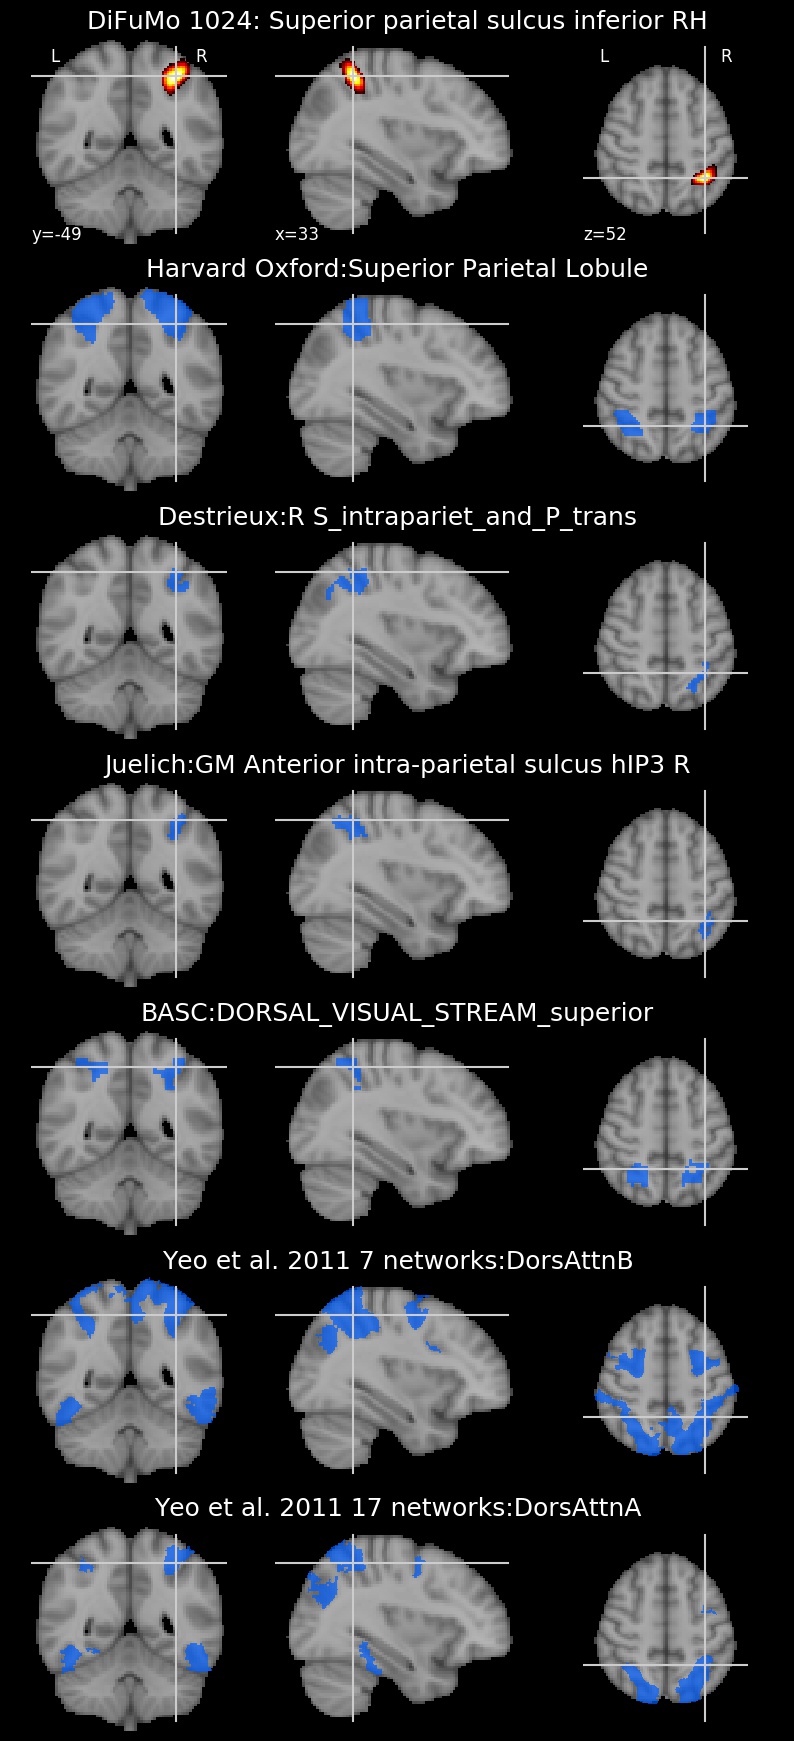 DiFuMo 1024: Superior parietal sulcus inferior RH
L R L R
y=-49 x=33 z=52
Harvard Oxford:Superior Parietal Lobule
Destrieux:R S_intrapariet_and_P_trans
Juelich:GM Anterior intra-parietal sulcus hIP3 R
BASC:DORSAL_VISUAL_STREAM_superior
Yeo et al. 2011 7 networks:DorsAttnB
Yeo et al. 2011 17 networks:DorsAttnA